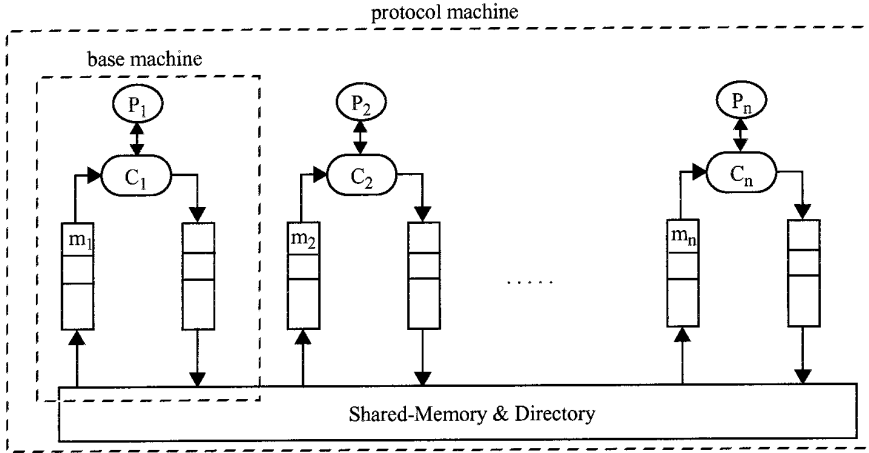 protocol machine
base machine
P1 P2 Pn
C1 C2 Cn
m1 m2 mn
.....
Shared-Memory & Directory